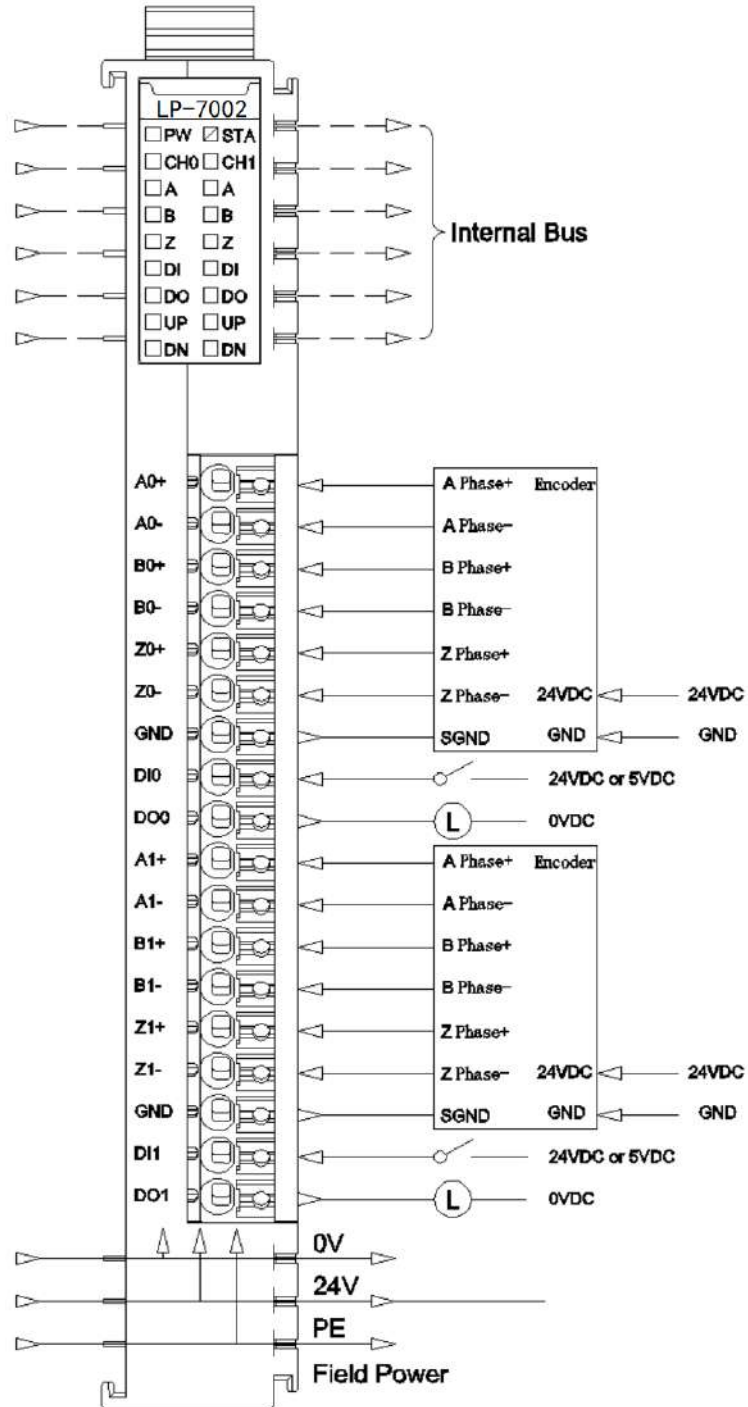 LP-7002
PW STA
CH0 CH1
A A
B B
Z Z
DI DI
DO DO
UP UP
DN DN
Internal Bus
A0+ A Phase+ Encoder
A0- A Phase-
B0+ B Phase+
B0- B Phase-
Z0+ Z Phase+
Z0- Z Phase- 24VDC 24VDC
GND SGND GND GND
DI0 24VDC or 5VDC
DO0 L 0VDC
A1+ A Phase+ Encoder
A1- A Phase-
B1+ B Phase+
B1- B Phase-
Z1+ Z Phase+
Z1- Z Phase- 24VDC 24VDC
GND SGND GND GND
DI1 24VDC or 5VDC
DO1 L 0VDC
0V
24V
PE
Field Power